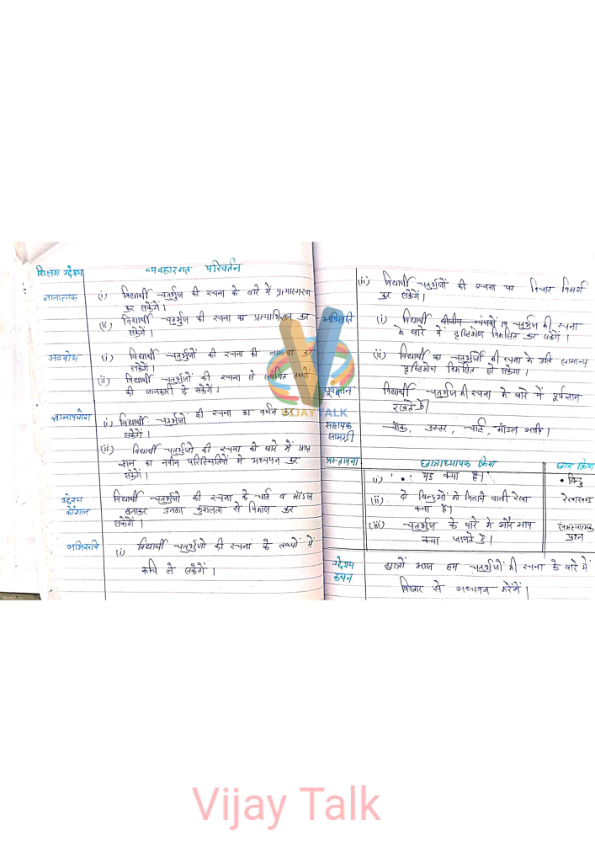 शिक्षण उद्देश्य व्यवहारगत परिवर्तन
ज्ञानात्मक (i) विद्यार्थी चतुर्भुज की रचना के बारे में प्रत्यास्मरण
कर सकेंगे।
(ii) विद्यार्थी चतुर्भुज की रचना का प्रत्याभिज्ञान कर
सकेंगे।
अवबोध (i) विद्यार्थी चतुर्भुजों की रचना की व्याख्या कर
सकेंगे।
(ii) विद्यार्थी चतुर्भुजों की रचना से संबंधित तथ्यों
की जानकारी दे सकेंगे।
ज्ञानोपयोग (i) विद्यार्थी चतुर्भुजों की रचना का वर्णन कर
सकेंगे।
(ii) विद्यार्थी चतुर्भुजों की रचना के बारे में प्राप्त
ज्ञान का नवीन परिस्थितियों में अध्ययन कर
सकेंगे।
उद्देश्य कौशल विद्यार्थी चतुर्भुजों की रचना के चार्ट व मॉडल
बनाकर उनका कुशलता से निर्माण कर
सकेंगे।
अभिरुचि (i) विद्यार्थी चतुर्भुजों की रचना के तथ्यों में
रूचि ले सकेंगे।
(ii) विद्यार्थी चतुर्भुजों की रचना पर विचार विमर्श
कर सकेंगे।
अभिवृत्ति (i) विद्यार्थी चतुर्भुज की रचना
के बारे में दृष्टिकोण विकसित कर सकेंगे।
(ii) विद्यार्थी का चतुर्भुजों की रचना के प्रति सामान्य
दृष्टिकोण विकसित हो सकेगा।
पूर्वज्ञान विद्यार्थी चतुर्भुज की रचना के बारे में पूर्वज्ञान
रखते है।
सहायक चॉक, डस्टर, चार्ट, मॉडल आदि।
सामग्री
प्रस्तावना छात्राध्यापक क्रिया छात्र क्रिया
(i) '•' यह क्या है। • बिन्दु
(ii) दो बिन्दुओं को मिलाने वाली रेखा रेखाखण्ड
क्या है।
(iii) चतुर्भुज के बारे में और आप समस्यात्मक
क्या जानते है। प्रश्न
उद्देश्य छात्रों आज हम चतुर्भुजों की रचना के बारे में
कथन विस्तार से अध्ययन करेंगे।
VIJAY TALK
Vijay Talk